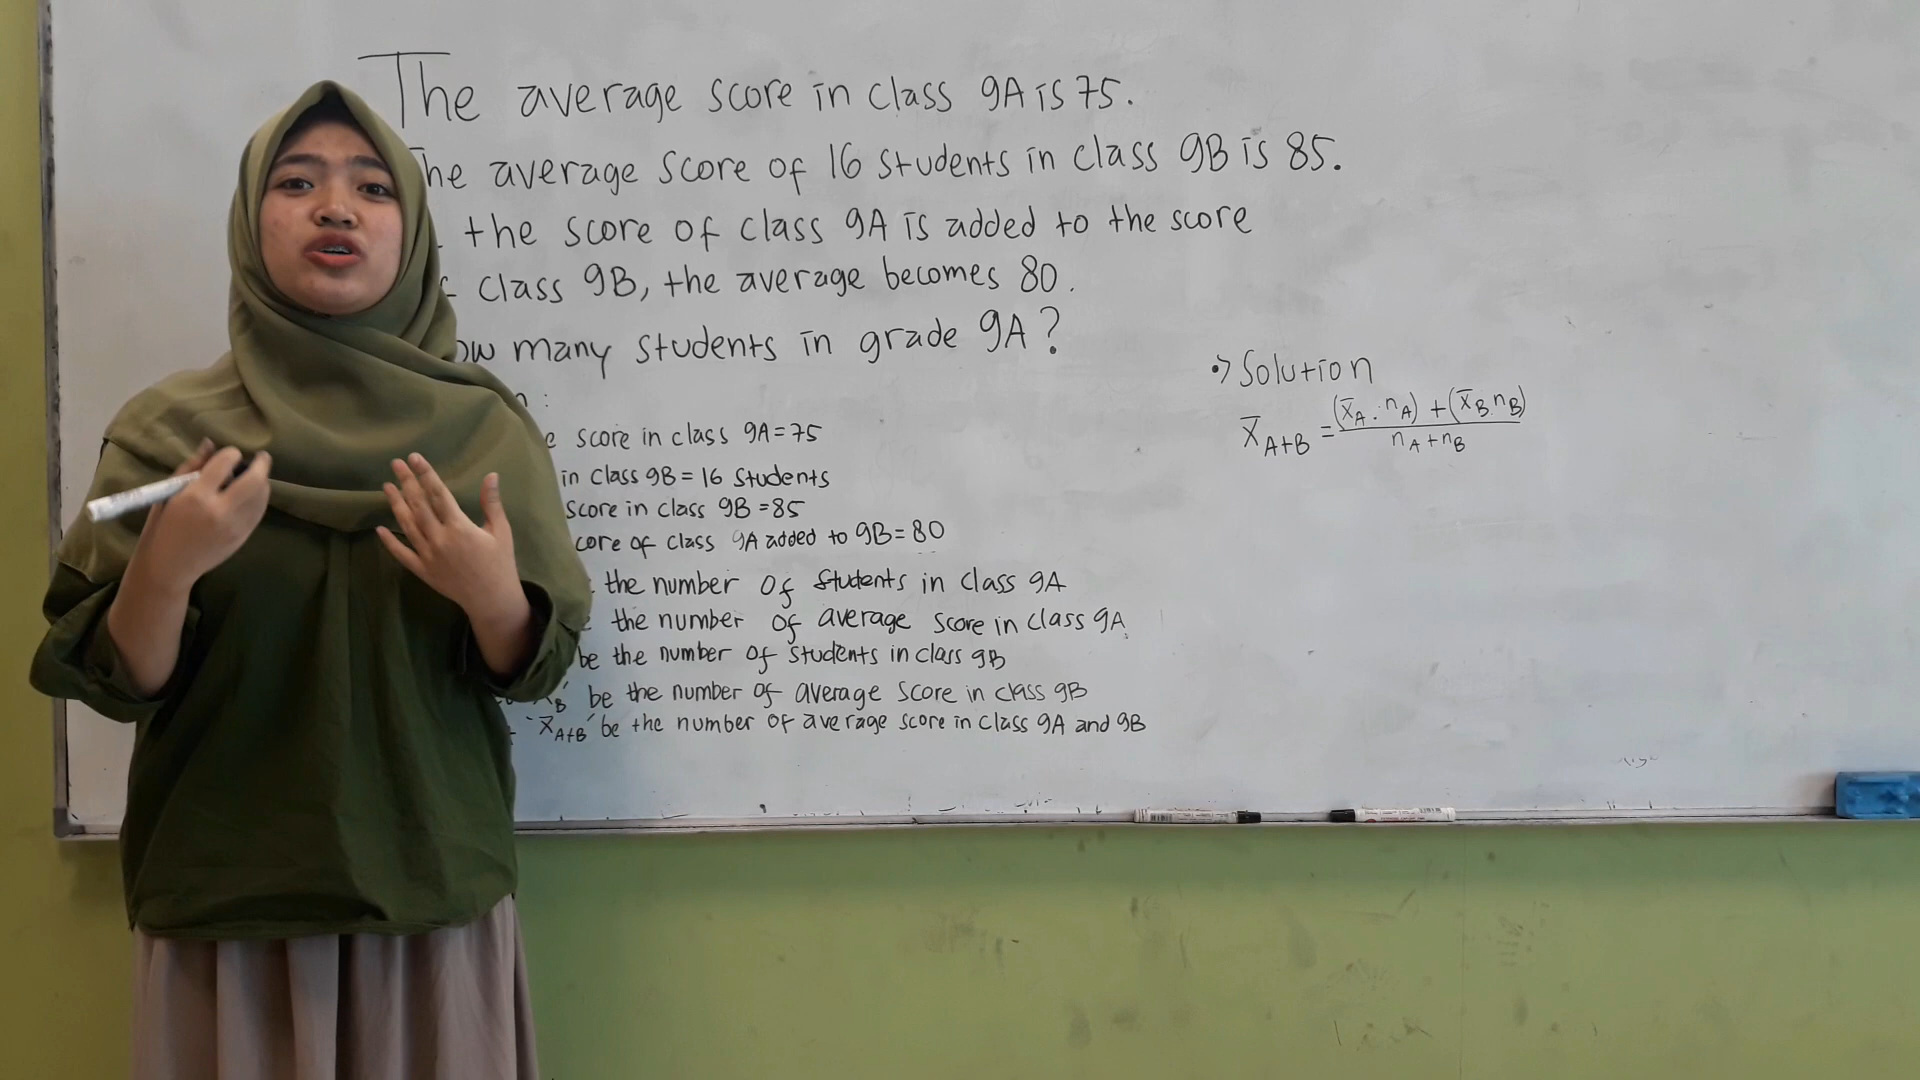 The average score in class 9A is 75.
he average score of 16 students in class 9B is 85.
the score of class 9A is added to the score
class 9B, the average becomes 80.
ow many students in grade 9A?
:
score in class 9A = 75
in class 9B = 16 students
score in class 9B = 85
core of class 9A added to 9B = 80
the number of students in class 9A
the number of average score in class 9A
be the number of students in class 9B
B' be the number of average score in class 9B
'X̄A+B' be the number of average score in class 9A and 9B
•) Solution
X̄A+B = (x̄A . nA) + (x̄B . nB) / nA + nB